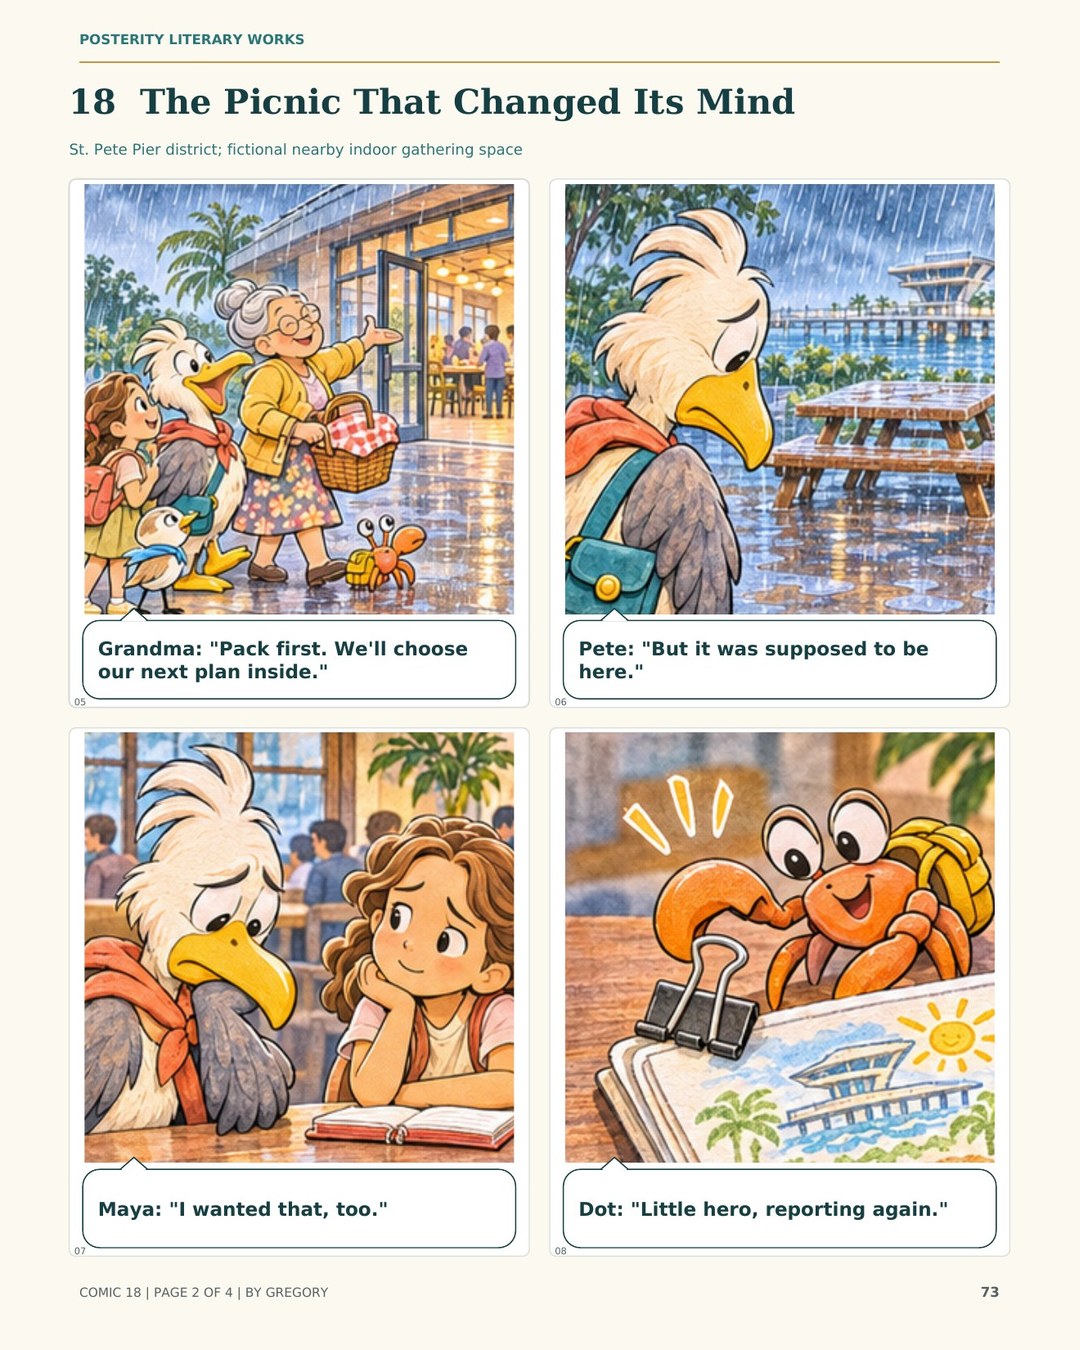 POSTERITY LITERARY WORKS
18 The Picnic That Changed Its Mind
St. Pete Pier district; fictional nearby indoor gathering space
Grandma: "Pack first. We'll choose
our next plan inside."
05
Pete: "But it was supposed to be
here."
06
Maya: "I wanted that, too."
07
Dot: "Little hero, reporting again."
08
COMIC 18 | PAGE 2 OF 4 | BY GREGORY
73